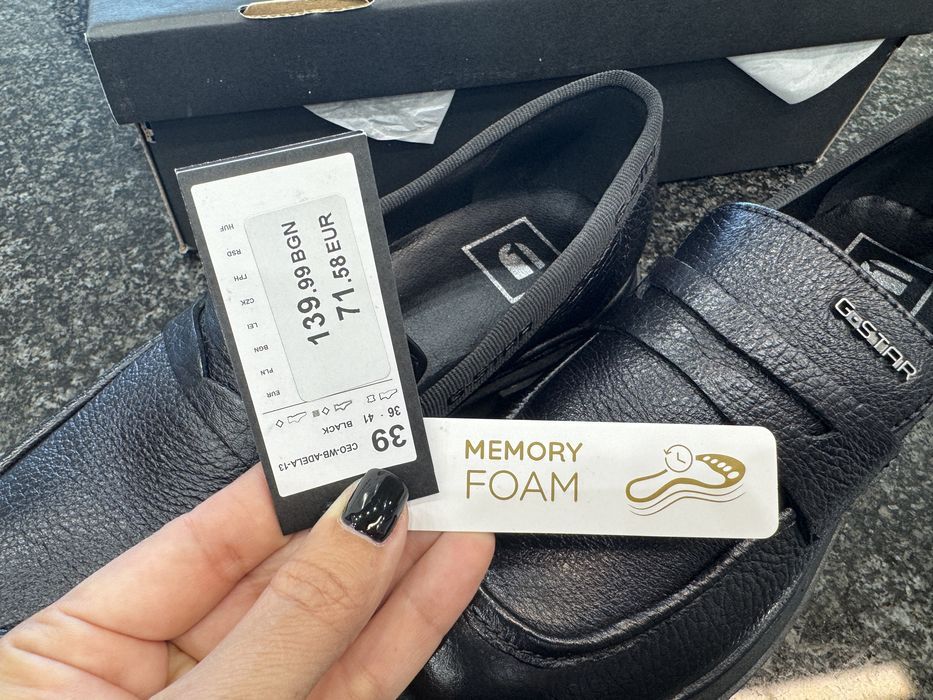 139.99 BGN
71.58 EUR
HUF
RSD
ГРН
CZK
LEI
BGN
PLN
EUR
39
36 - 41 BLACK
CEO-WB-ADELA-13
MEMORY
FOAM
G-STAR